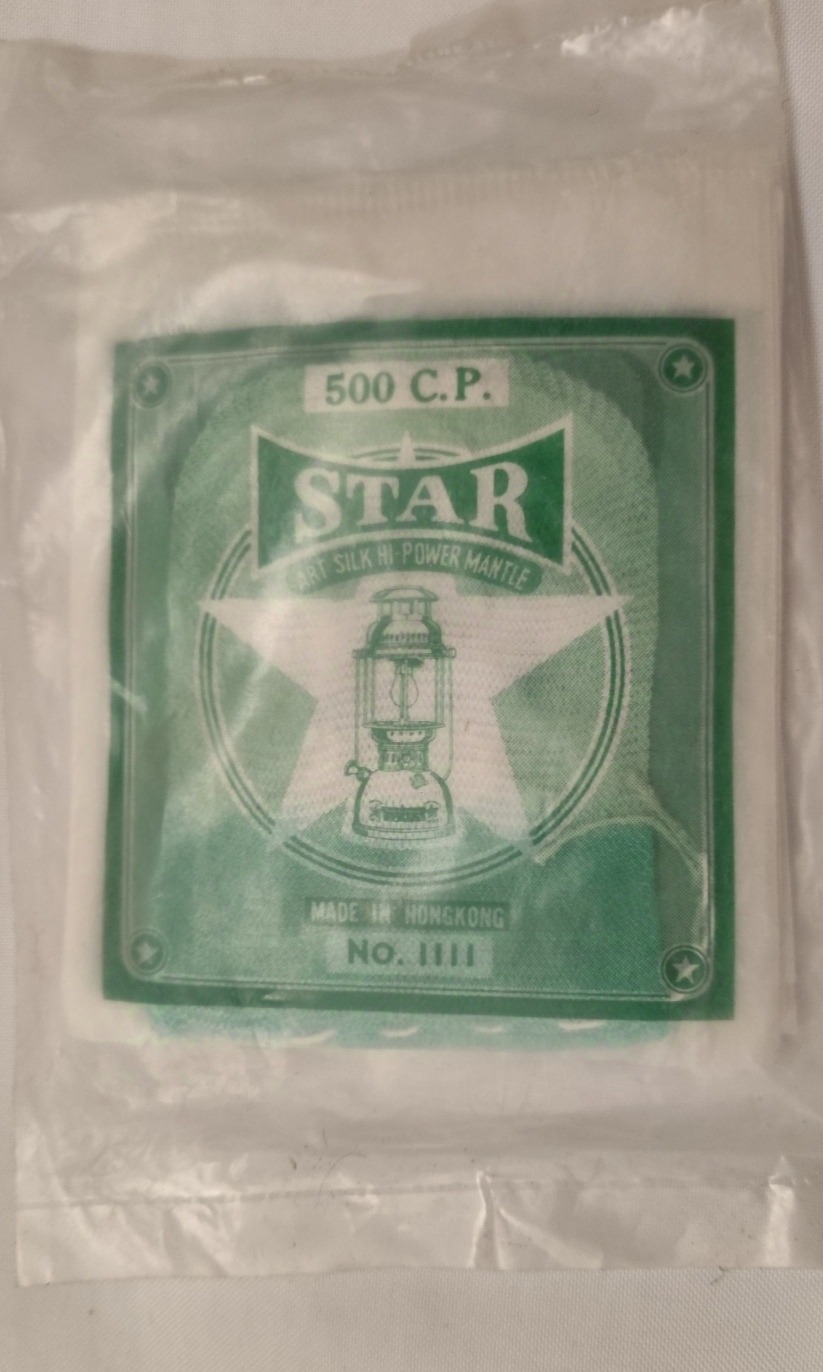 500 C.P.
STAR
ART SILK HI-POWER MANTLE
MADE IN HONGKONG
No. 1111